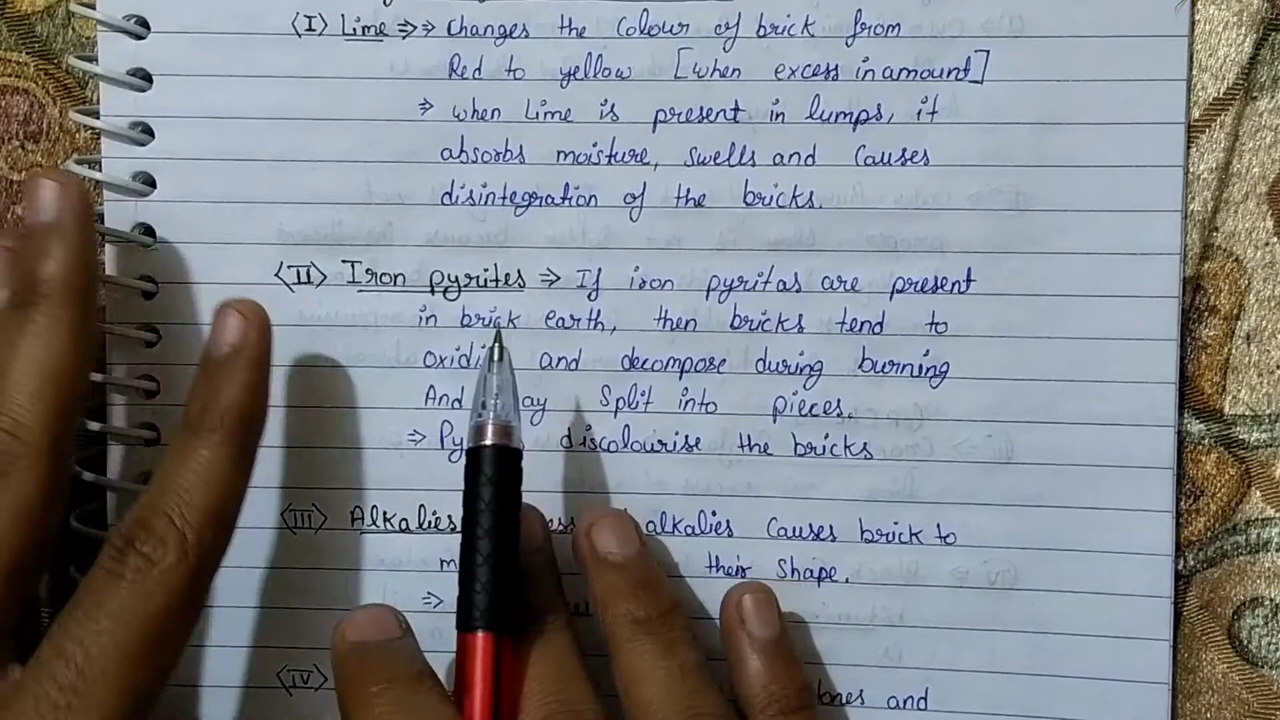 (I) Lime ⇒⇒ Changes the Colour of brick from
Red to yellow [when excess in amount]
⇒ when Lime is present in lumps, it
absorbs moisture, swells and Causes
disintegration of the bricks.
(II) Iron pyrites ⇒ If iron pyritas are present
in brick earth, then bricks tend to
and decompose during burning
And Split into pieces.
⇒ discolourise the bricks
(III) Alkalies alkalies Causes brick to
their Shape.
⇒
(IV) and